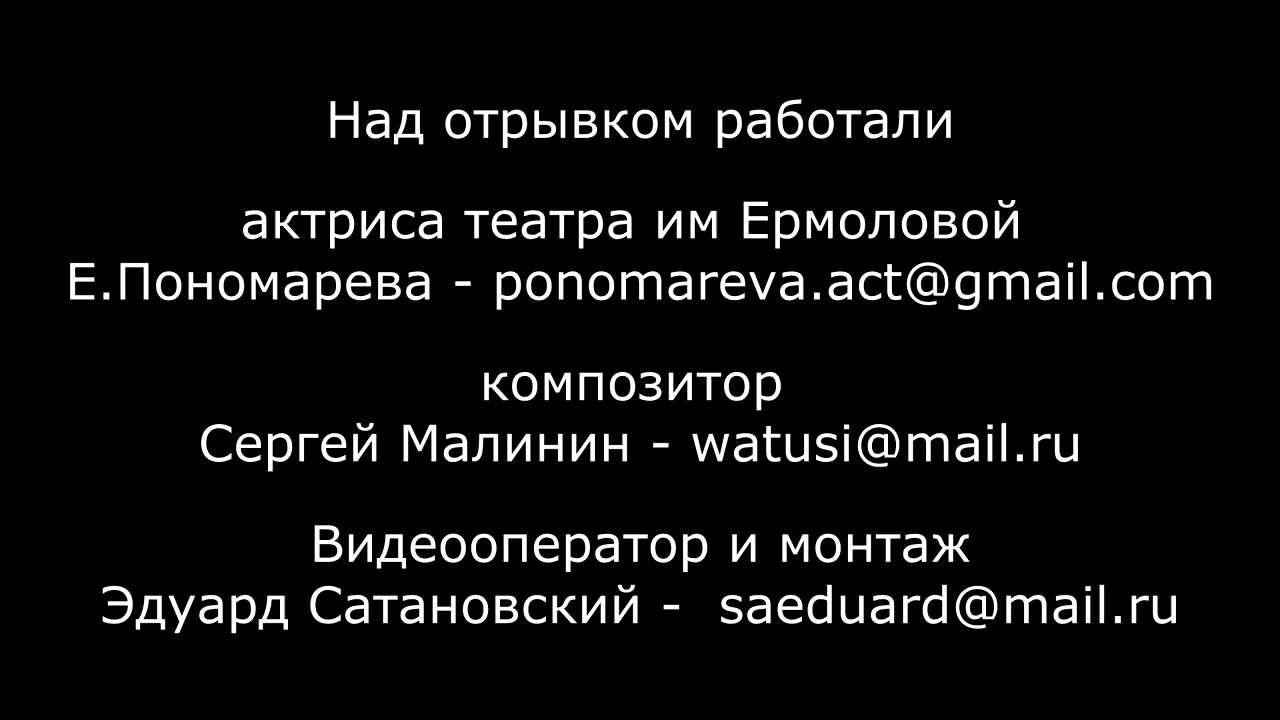 Над отрывком работали
актриса театра им Ермоловой
Е.Пономарева - ponomareva.act@gmail.com
композитор
Сергей Малинин - watusi@mail.ru
Видеооператор и монтаж
Эдуард Сатановский - saeduard@mail.ru